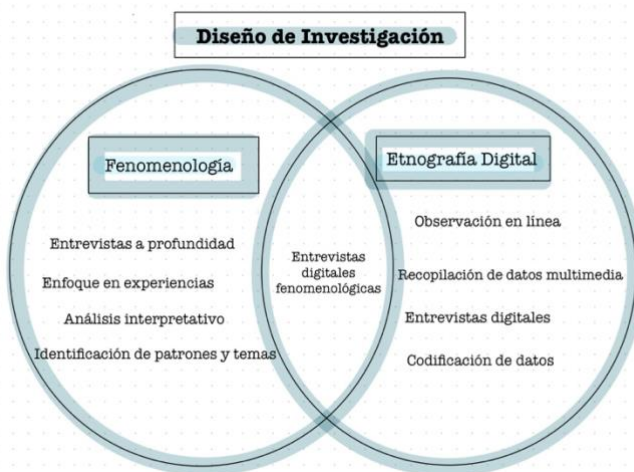 Diseño de Investigación
Fenomenología
Entrevistas a profundidad
Enfoque en experiencias
Análisis interpretativo
Identificación de patrones y temas
Entrevistas
digitales
fenomenológicas
Etnografía Digital
Observación en línea
Recopilación de datos multimedia
Entrevistas digitales
Codificación de datos